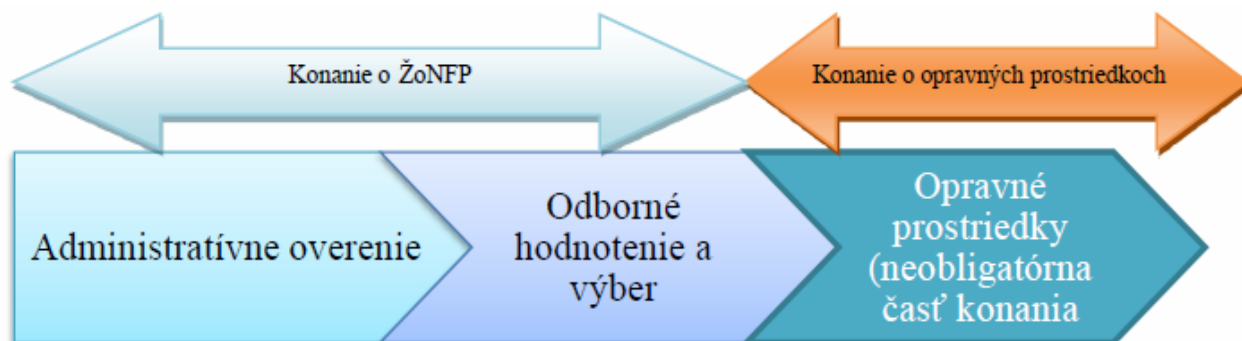 Konanie o ŽoNFP
Konanie o opravných prostriedkoch
Administratívne overenie
Odborné
hodnotenie a
výber
Opravné
prostriedky
(neobligatórna
časť konania